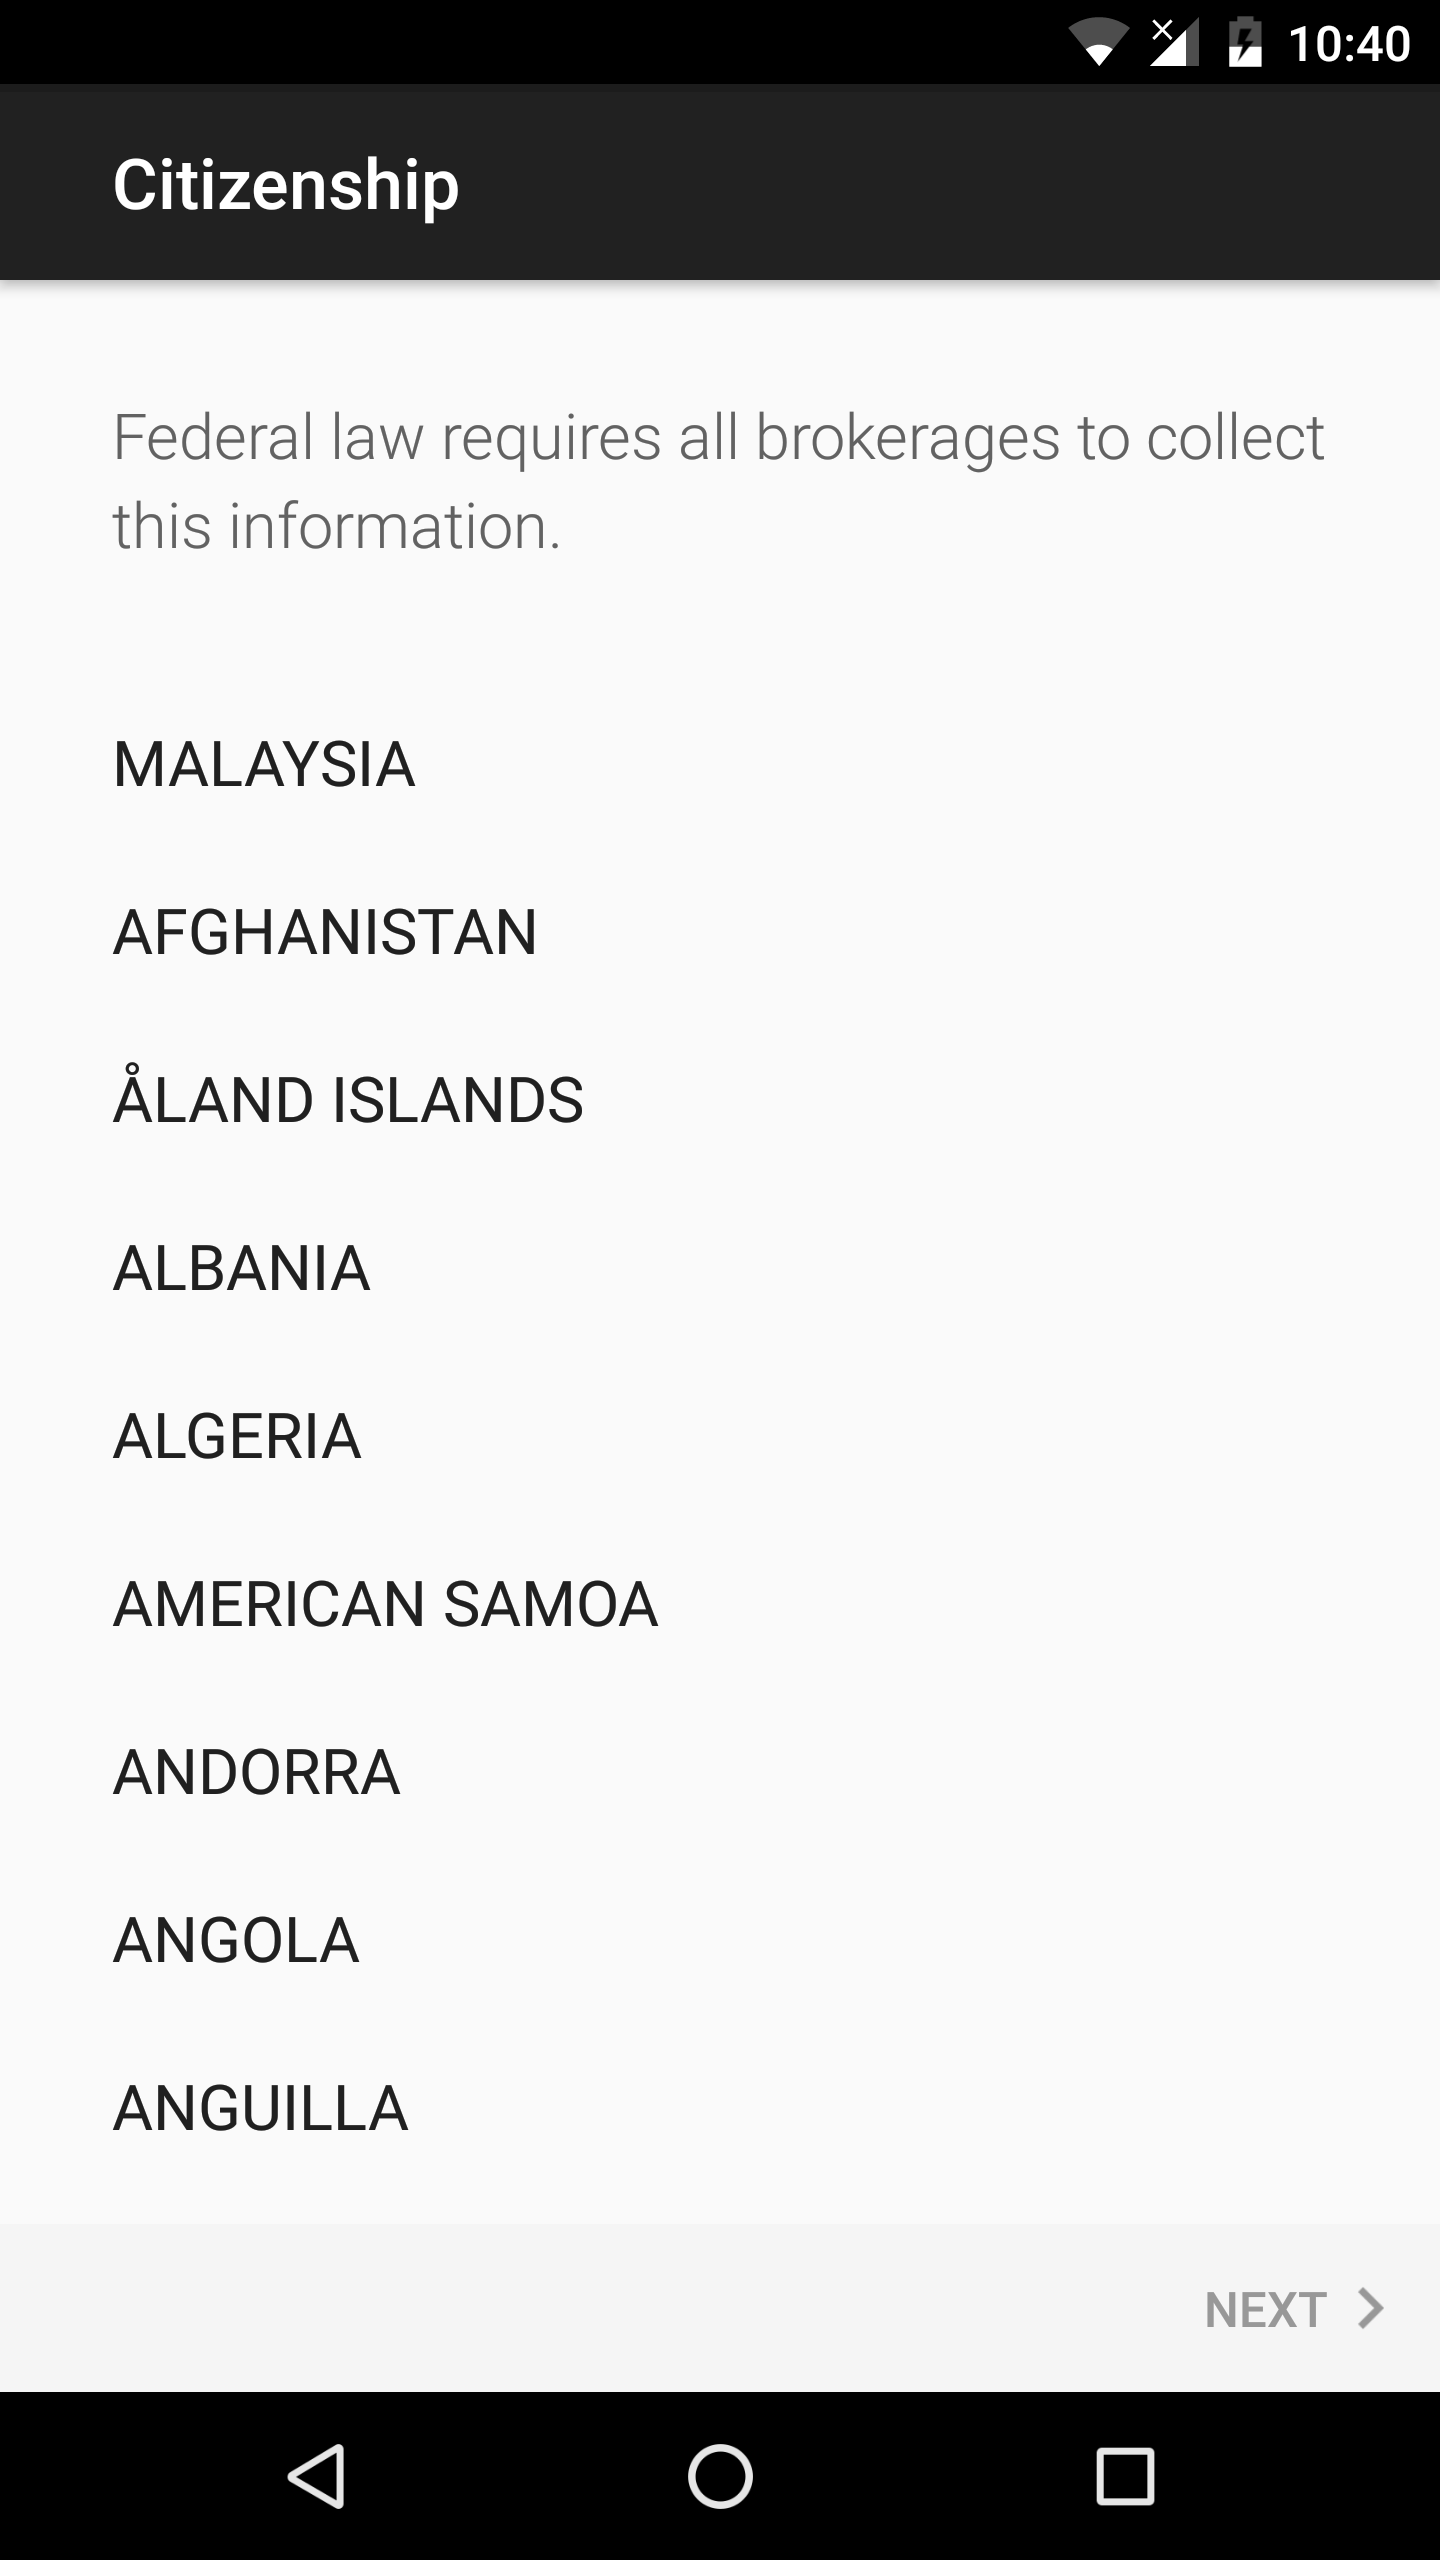 10:40
Citizenship
Federal law requires all brokerages to collect
this information.
MALAYSIA
AFGHANISTAN
ÅLAND ISLANDS
ALBANIA
ALGERIA
AMERICAN SAMOA
ANDORRA
ANGOLA
ANGUILLA
NEXT